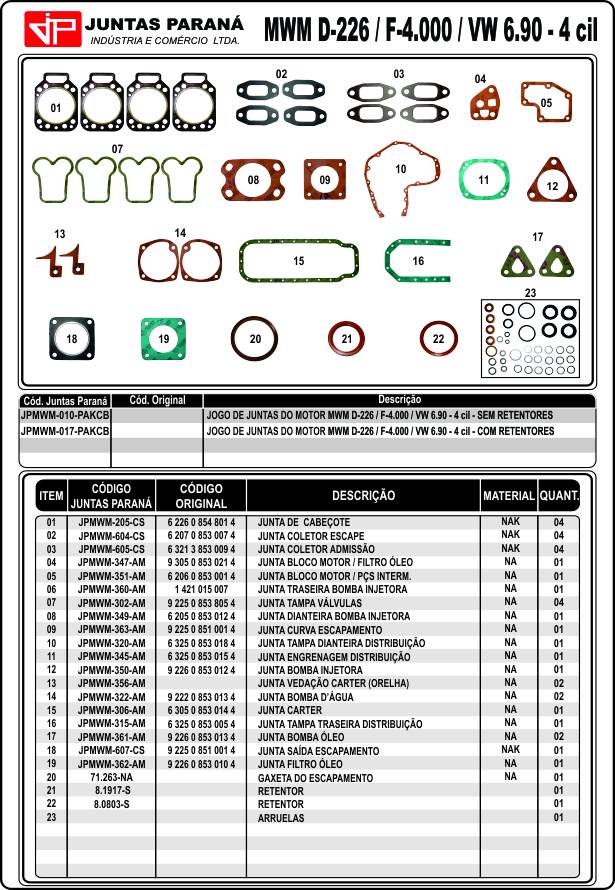 JP JUNTAS PARANÁ
INDÚSTRIA E COMÉRCIO LTDA.
MWM D-226 / F-4.000 / VW 6.90 - 4 cil
01
02
03
04
05
07
08
09
10
11
12
13
14
15
16
17
18
19
20
21
22
23
Cód. Juntas Paraná Cód. Original Descrição
JPMWM-010-PAKCB JOGO DE JUNTAS DO MOTOR MWM D-226 / F-4.000 / VW 6.90 - 4 cil - SEM RETENTORES
JPMWM-017-PAKCB JOGO DE JUNTAS DO MOTOR MWM D-226 / F-4.000 / VW 6.90 - 4 cil - COM RETENTORES
ITEM CÓDIGO JUNTAS PARANÁ CÓDIGO ORIGINAL DESCRIÇÃO MATERIAL QUANT.
01 JPMWM-205-CS 6 226 0 854 801 4 JUNTA DE CABEÇOTE NAK 04
02 JPMWM-604-CS 6 207 0 853 007 4 JUNTA COLETOR ESCAPE NAK 04
03 JPMWM-605-CS 6 321 3 853 009 4 JUNTA COLETOR ADMISSÃO NAK 04
04 JPMWM-347-AM 9 305 0 853 021 4 JUNTA BLOCO MOTOR / FILTRO ÓLEO NA 01
05 JPMWM-351-AM 6 206 0 853 001 4 JUNTA BLOCO MOTOR / PÇS INTERM. NA 01
06 JPMWM-360-AM 1 421 015 007 JUNTA TRASEIRA BOMBA INJETORA NA 01
07 JPMWM-302-AM 9 225 0 853 805 4 JUNTA TAMPA VÁLVULAS NA 04
08 JPMWM-349-AM 6 205 0 853 012 4 JUNTA DIANTEIRA BOMBA INJETORA NA 01
09 JPMWM-363-AM 9 225 0 851 001 4 JUNTA CURVA ESCAPAMENTO NA 01
10 JPMWM-320-AM 6 325 0 853 018 4 JUNTA TAMPA DIANTEIRA DISTRIBUIÇÃO NA 01
11 JPMWM-345-AM 6 325 0 853 015 4 JUNTA ENGRENAGEM DISTRIBUIÇÃO NA 01
12 JPMWM-350-AM 9 226 0 853 012 4 JUNTA BOMBA INJETORA NA 01
13 JPMWM-356-AM JUNTA VEDAÇÃO CARTER (ORELHA) NA 02
14 JPMWM-322-AM 9 222 0 853 013 4 JUNTA BOMBA D'ÁGUA NA 02
15 JPMWM-306-AM 6 305 0 853 014 4 JUNTA CARTER NA 01
16 JPMWM-315-AM 6 325 0 853 005 4 JUNTA TAMPA TRASEIRA DISTRIBUIÇÃO NA 01
17 JPMWM-361-AM 9 226 0 853 013 4 JUNTA BOMBA ÓLEO NA 02
18 JPMWM-607-CS 9 225 0 851 001 4 JUNTA SAÍDA ESCAPAMENTO NAK 01
19 JPMWM-362-AM 9 226 0 853 010 4 JUNTA FILTRO ÓLEO NA 01
20 71.263-NA GAXETA DO ESCAPAMENTO NA 01
21 8.1917-S RETENTOR 01
22 8.0803-S RETENTOR 01
23 ARRUELAS 01